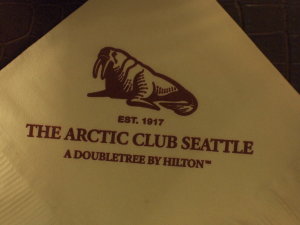 EST. 1917
THE ARCTIC CLUB SEATTLE
A DOUBLETREE BY HILTON™